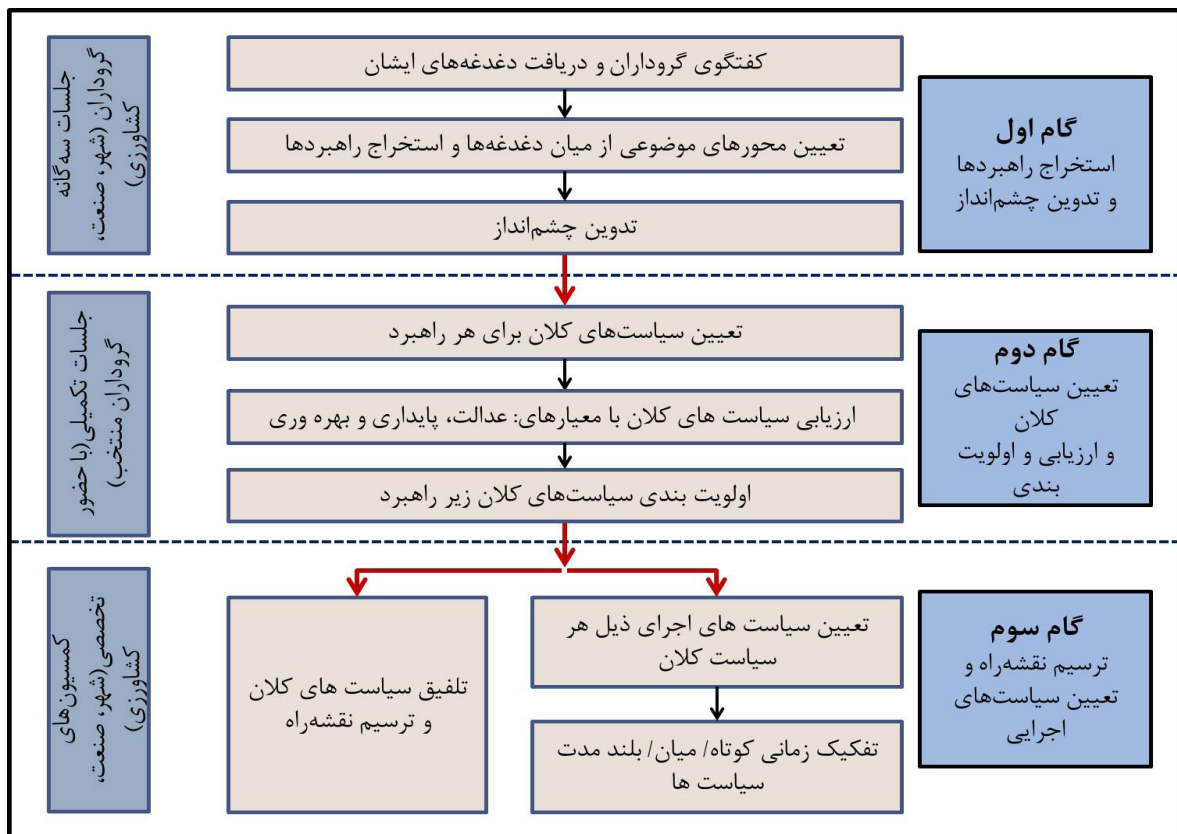 گام اول
استخراج راهبردها
و تدوین چشم‌انداز
کفتگوی گروداران و دریافت دغدغه‌های ایشان
تعیین محورهای موضوعی از میان دغدغه‌ها و استخراج راهبردها
تدوین چشم‌انداز
جلسات سه‌گانه
گروداران (شهر، صنعت،
کشاورزی)
گام دوم
تعیین سیاست‌های
کلان
و ارزیابی و اولویت
بندی
تعیین سیاست‌های کلان برای هر راهبرد
ارزیابی سیاست های کلان با معیارهای: عدالت، پایداری و بهره وری
اولویت بندی سیاست‌های کلان زیر راهبرد
جلسات تکمیلی(با حضور
گروداران منتخب)
گام سوم
ترسیم نقشه‌راه و
تعیین سیاست‌های
اجرایی
تعیین سیاست های اجرای ذیل هر
سیاست کلان
تفکیک زمانی کوتاه/ میان/ بلند مدت
سیاست ها
تلفیق سیاست های کلان
و ترسیم نقشه‌راه
کمسیون‌های
تخصصی(شهر، صنعت،
کشاورزی)